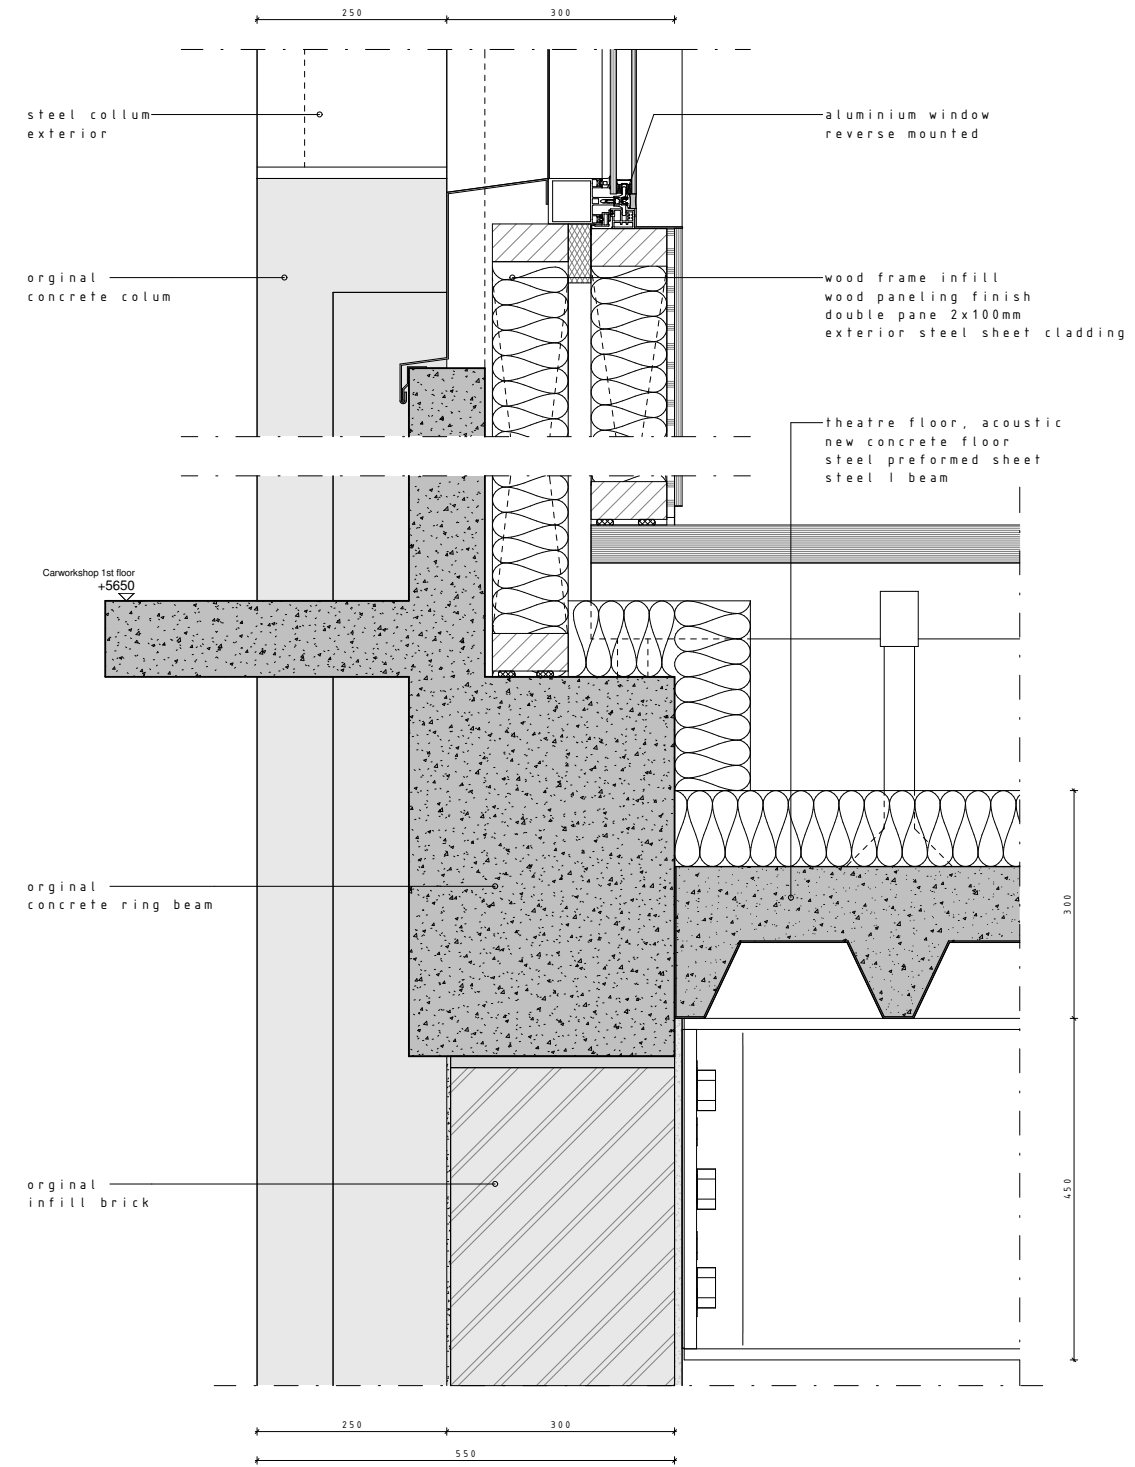 250
300
steel collum
exterior
aluminium window
reverse mounted
orginal
concrete colum
wood frame infill
wood paneling finish
double pane 2x100mm
exterior steel sheet cladding
theatre floor, acoustic
new concrete floor
steel preformed sheet
steel I beam
Carworkshop 1st floor
+5650
orginal
concrete ring beam
300
orginal
infill brick
450
250
300
550